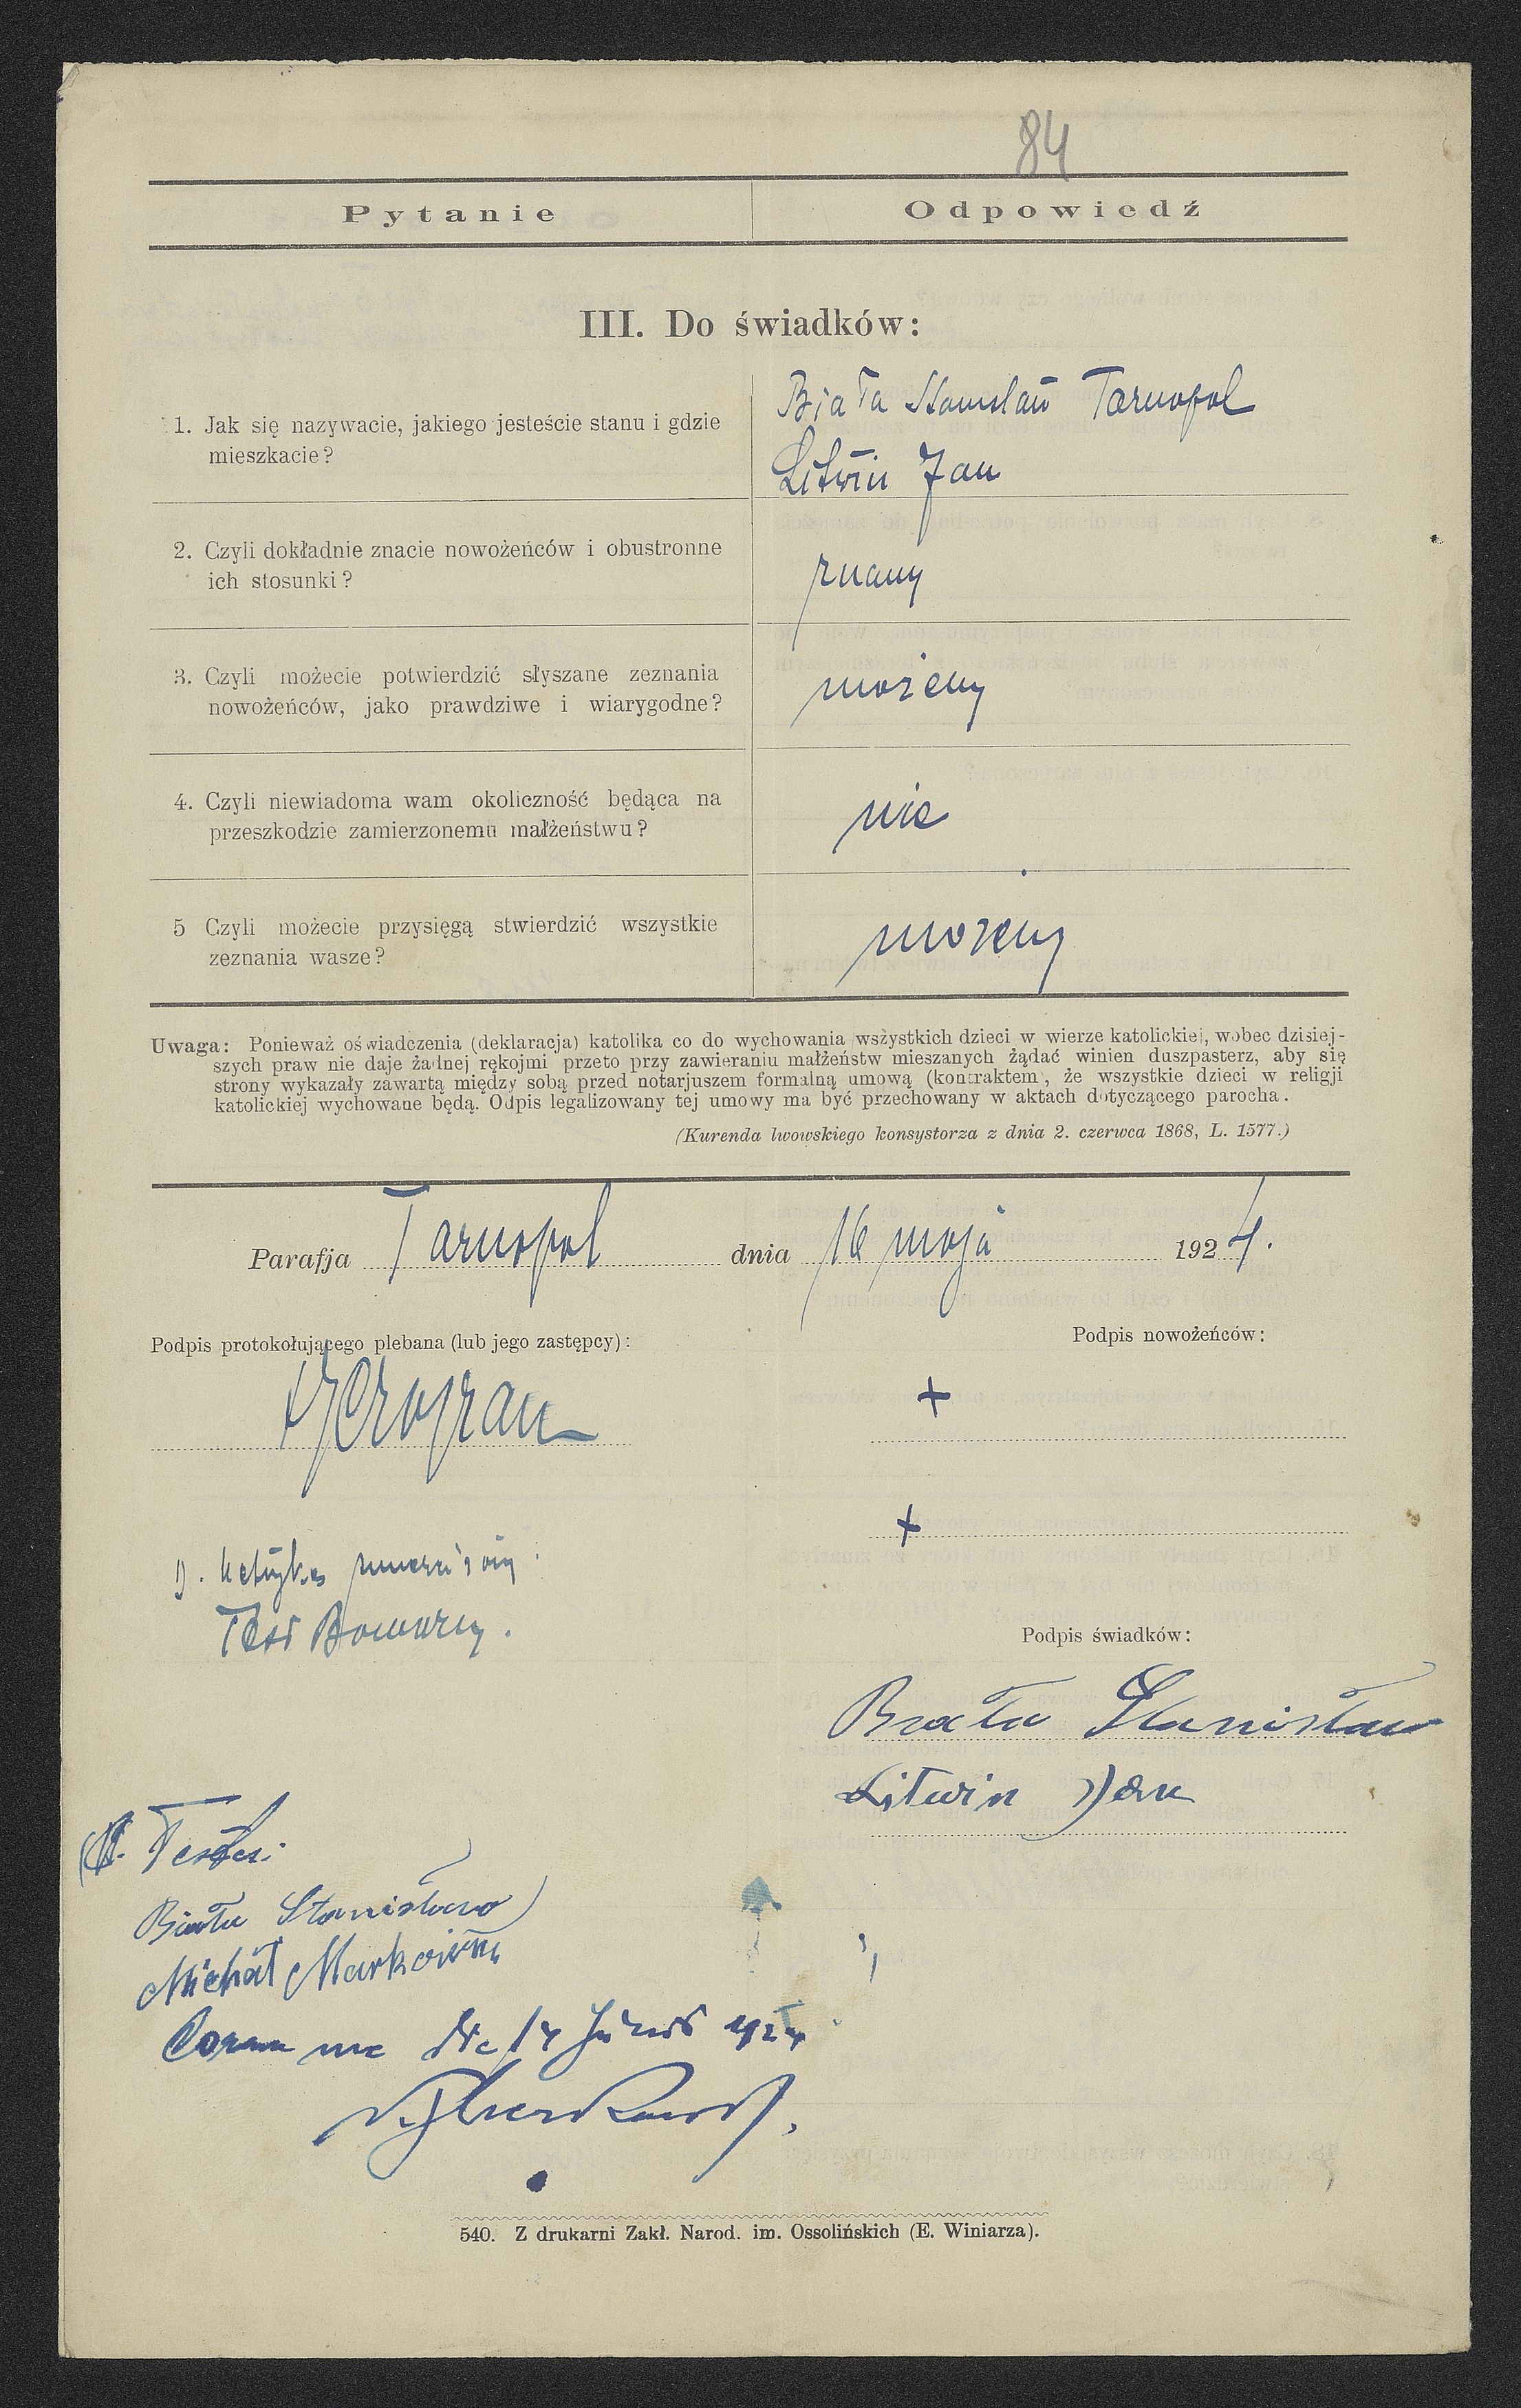 84
Pytanie Odpowiedź
III. Do świadków:
1. Jak się nazywacie, jakiego jesteście stanu i gdzie
mieszkacie?
Biała Stanisław Tarnopol
Litwin Jan
2. Czyli dokładnie znacie nowożeńców i obustronne
ich stosunki?
znamy
3. Czyli możecie potwierdzić słyszane zeznania
nowożeńców, jako prawdziwe i wiarygodne?
możemy
4. Czyli niewiadoma wam okoliczność będąca na
przeszkodzie zamierzonemu małżeństwu?
nie
5 Czyli możecie przysięgą stwierdzić wszystkie
zeznania wasze?
możemy
Uwaga: Ponieważ oświadczenia (deklaracja) katolika co do wychowania wszystkich dzieci w wierze katolickiej, wobec dzisiej-
szych praw nie daje żadnej rękojmi przeto przy zawieraniu małżeństw mieszanych żądać winien duszpasterz, aby się
strony wykazały zawartą między sobą przed notarjuszem formalną umową (kontraktem), że wszystkie dzieci w religji
katolickiej wychowane będą. Odpis legalizowany tej umowy ma być przechowany w aktach dotyczącego parocha.
(Kurenda lwowskiego konsystorza z dnia 2. czerwca 1868, L. 1577.)
Parafja Tarnopol dnia 16 maja 1924.
Podpis protokołującego plebana (lub jego zastępcy):
Podpis nowożeńców:
+
+
Podpis świadków:
Biała Stanisław
Litwin Jan
Testes:
Biała Stanisław
Michał
Coram me die 14 1924
540. Z drukarni Zakł. Narod. im. Ossolińskich (E. Winiarza).